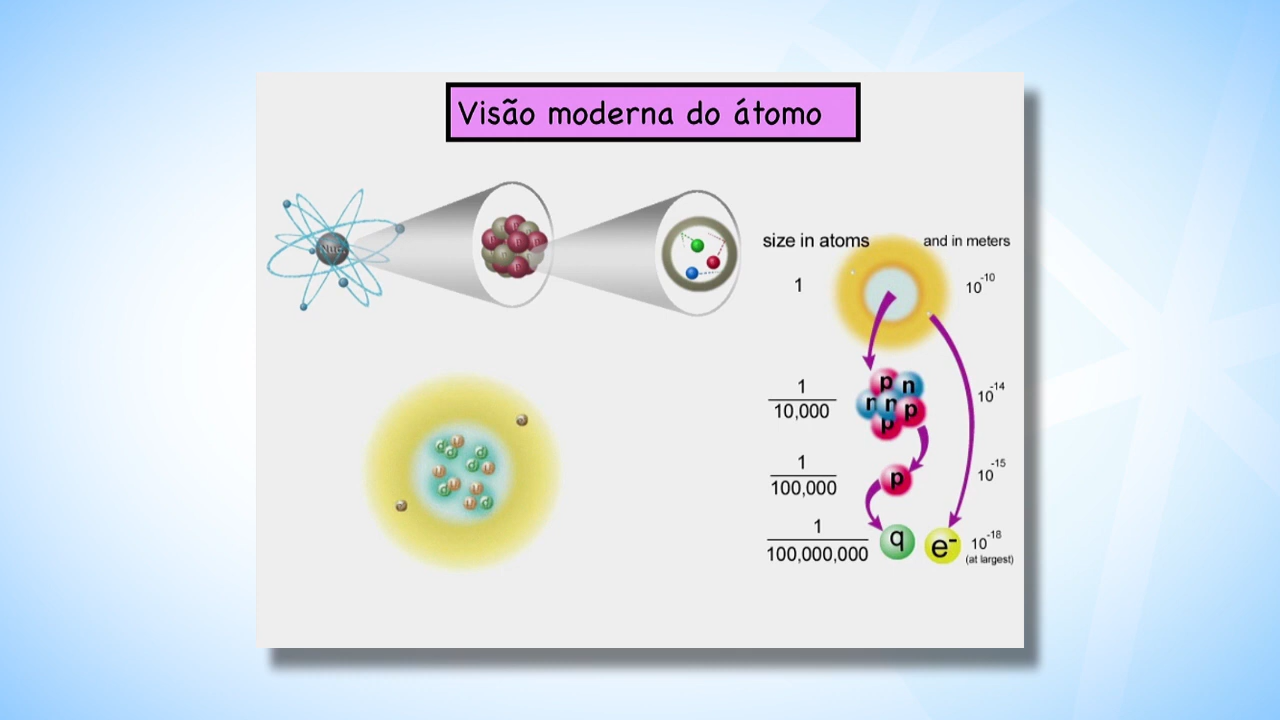 Visão moderna do átomo
Nuc.
size in atoms
and in meters
1
10^-10
1
10,000
10^-14
p n
n n p
p
1
100,000
p
10^-15
1
100,000,000
q
e^-
10^-18
(at largest)